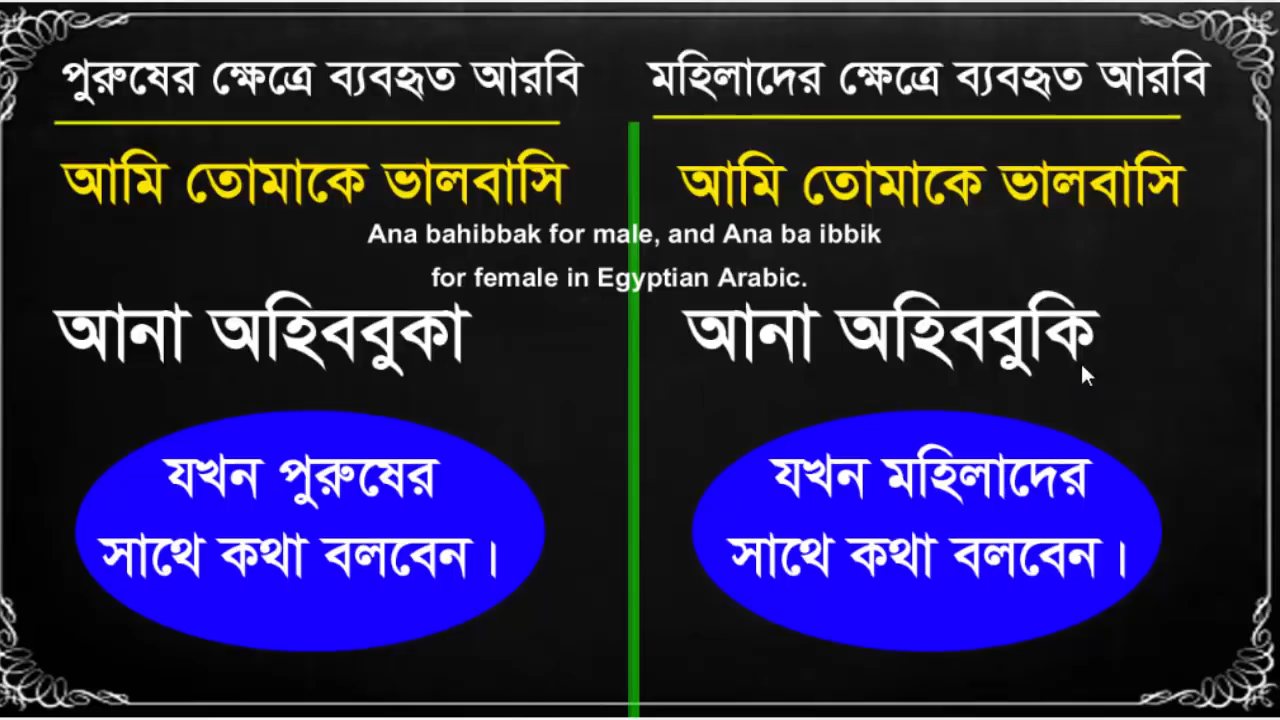 পুরুষের ক্ষেত্রে ব্যবহৃত আরবি
আমি তোমাকে ভালবাসি
আনা অহিববুকা
যখন পুরুষের
সাথে কথা বলবেন।
মহিলাদের ক্ষেত্রে ব্যবহৃত আরবি
আমি তোমাকে ভালবাসি
আনা অহিববুকি
যখন মহিলাদের
সাথে কথা বলবেন।
Ana bahibbak for male, and Ana ba ibbik
for female in Egyptian Arabic.